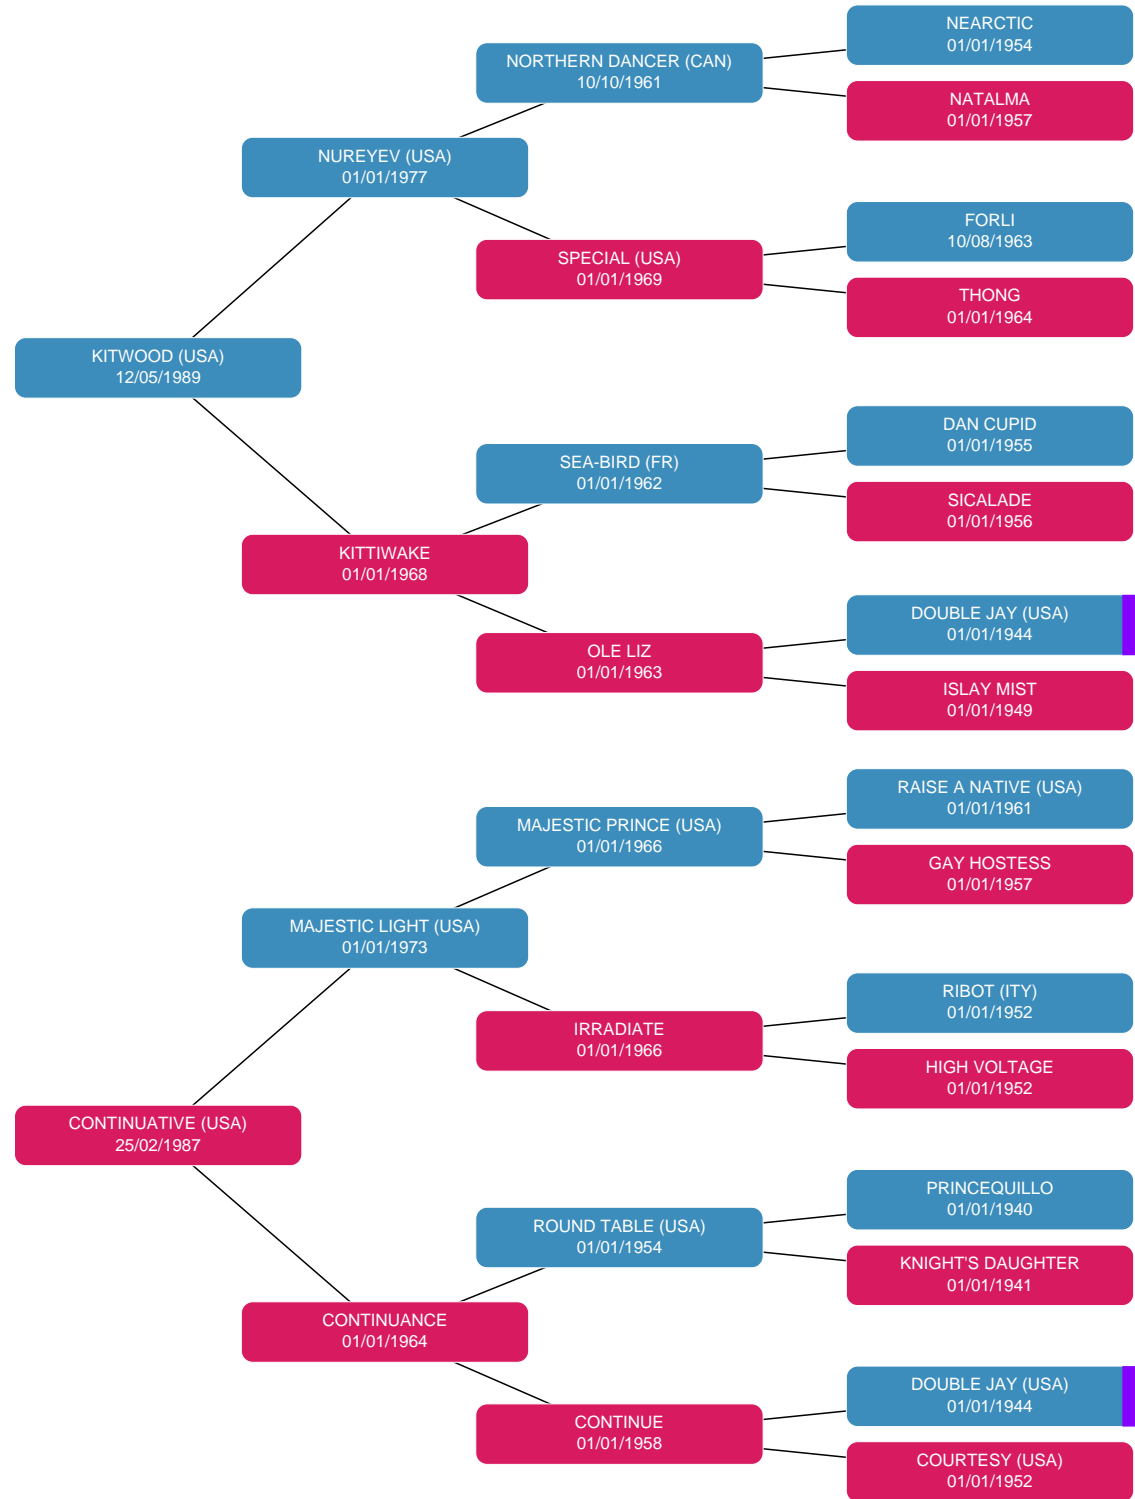 NEARCTIC
01/01/1954
NORTHERN DANCER (CAN)
10/10/1961
NATALMA
01/01/1957
NUREYEV (USA)
01/01/1977
FORLI
10/08/1963
SPECIAL (USA)
01/01/1969
THONG
01/01/1964
KITWOOD (USA)
12/05/1989
DAN CUPID
01/01/1955
SEA-BIRD (FR)
01/01/1962
SICALADE
01/01/1956
KITTIWAKE
01/01/1968
DOUBLE JAY (USA)
01/01/1944
OLE LIZ
01/01/1963
ISLAY MIST
01/01/1949
RAISE A NATIVE (USA)
01/01/1961
MAJESTIC PRINCE (USA)
01/01/1966
GAY HOSTESS
01/01/1957
MAJESTIC LIGHT (USA)
01/01/1973
RIBOT (ITY)
01/01/1952
IRRADIATE
01/01/1966
HIGH VOLTAGE
01/01/1952
CONTINUATIVE (USA)
25/02/1987
PRINCEQUILLO
01/01/1940
ROUND TABLE (USA)
01/01/1954
KNIGHT'S DAUGHTER
01/01/1941
CONTINUANCE
01/01/1964
DOUBLE JAY (USA)
01/01/1944
CONTINUE
01/01/1958
COURTESY (USA)
01/01/1952